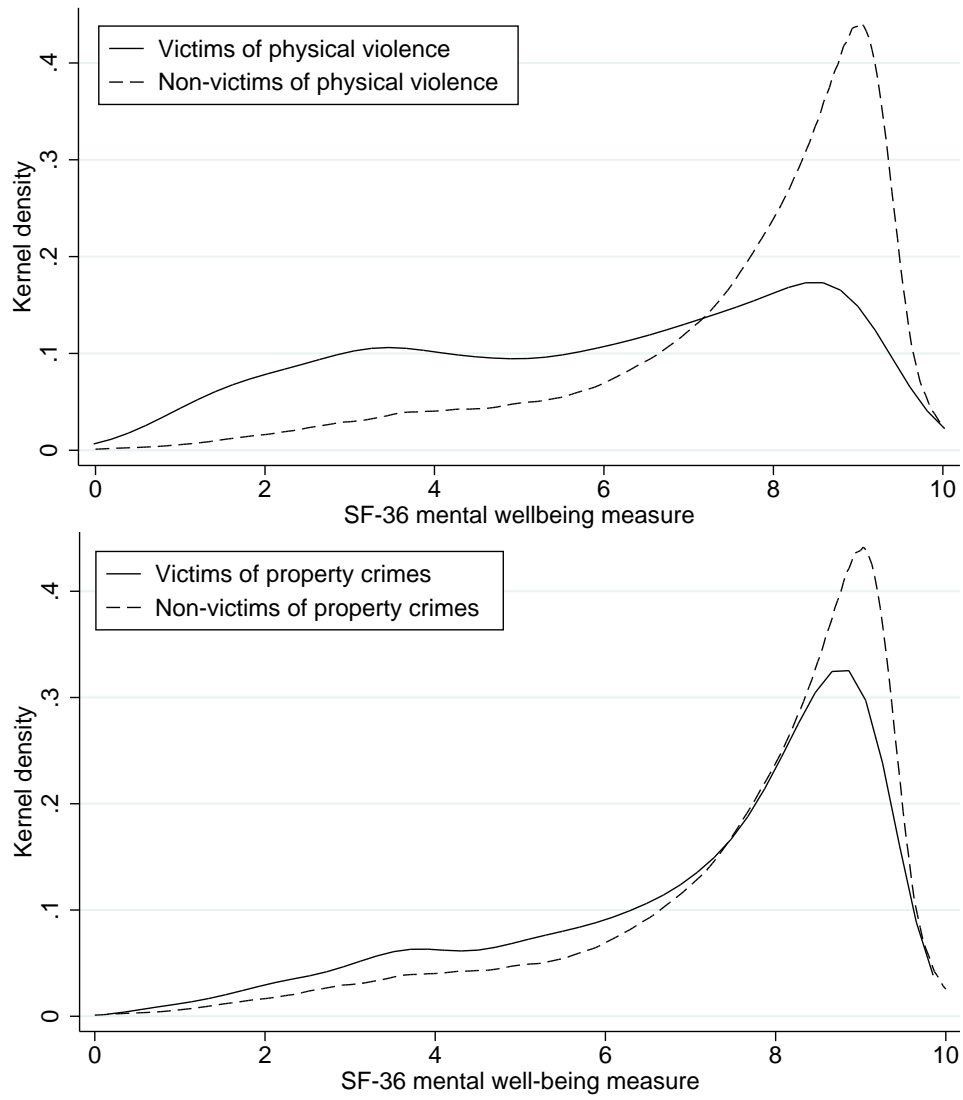 Victims of physical violence
Non-victims of physical violence
.4
.3
.2
.1
0
Kernel density
0 2 4 6 8 10
SF-36 mental wellbeing measure
Victims of property crimes
Non-victims of property crimes
.4
.3
.2
.1
0
Kernel density
0 2 4 6 8 10
SF-36 mental well-being measure